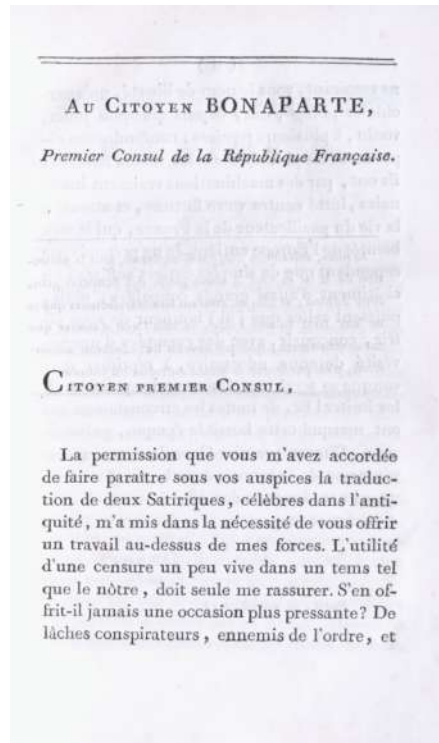 Au Citoyen BONAPARTE,
Premier Consul de la République Française.
Citoyen premier Consul,
La permission que vous m'avez accordée
de faire paraître sous vos auspices la traduc-
tion de deux Satiriques, célèbres dans l'anti-
quité, m'a mis dans la nécessité de vous offrir
un travail au-dessus de mes forces. L'utilité
d'une censure un peu vive dans un tems tel
que le nôtre, doit seule me rassurer. S'en of-
frit-il jamais une occasion plus pressante? De
lâches conspirateurs, ennemis de l'ordre, et